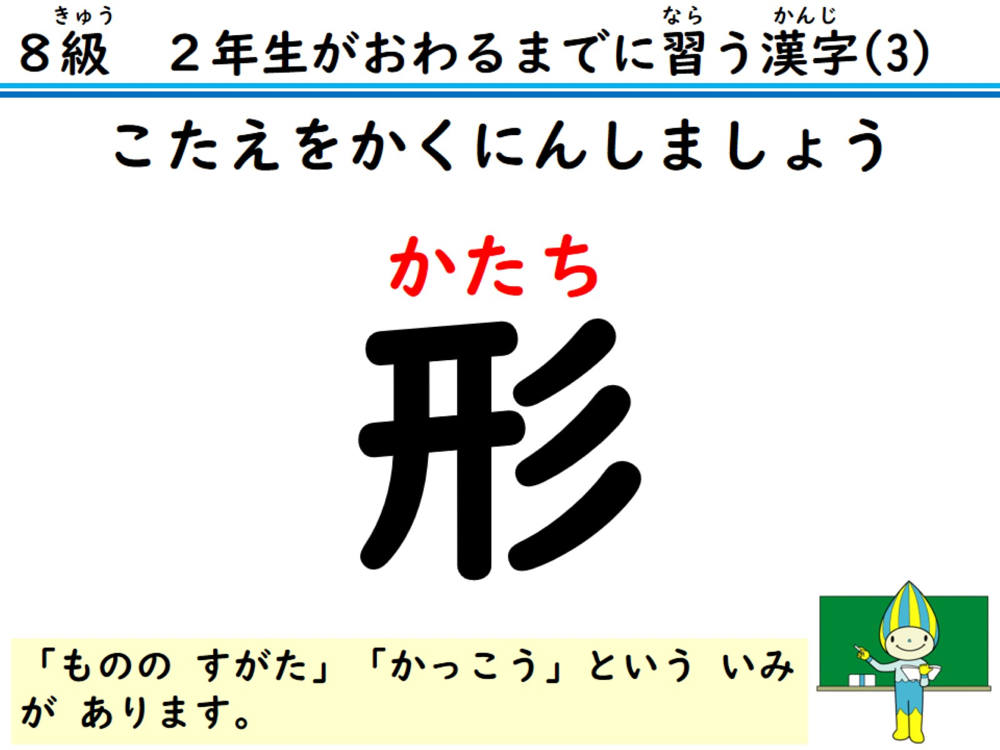 きゅう なら かんじ
8級 2年生がおわるまでに習う漢字(3)
こたえをかくにんしましょう
かたち
形
「ものの すがた」「かっこう」という いみ
が あります。